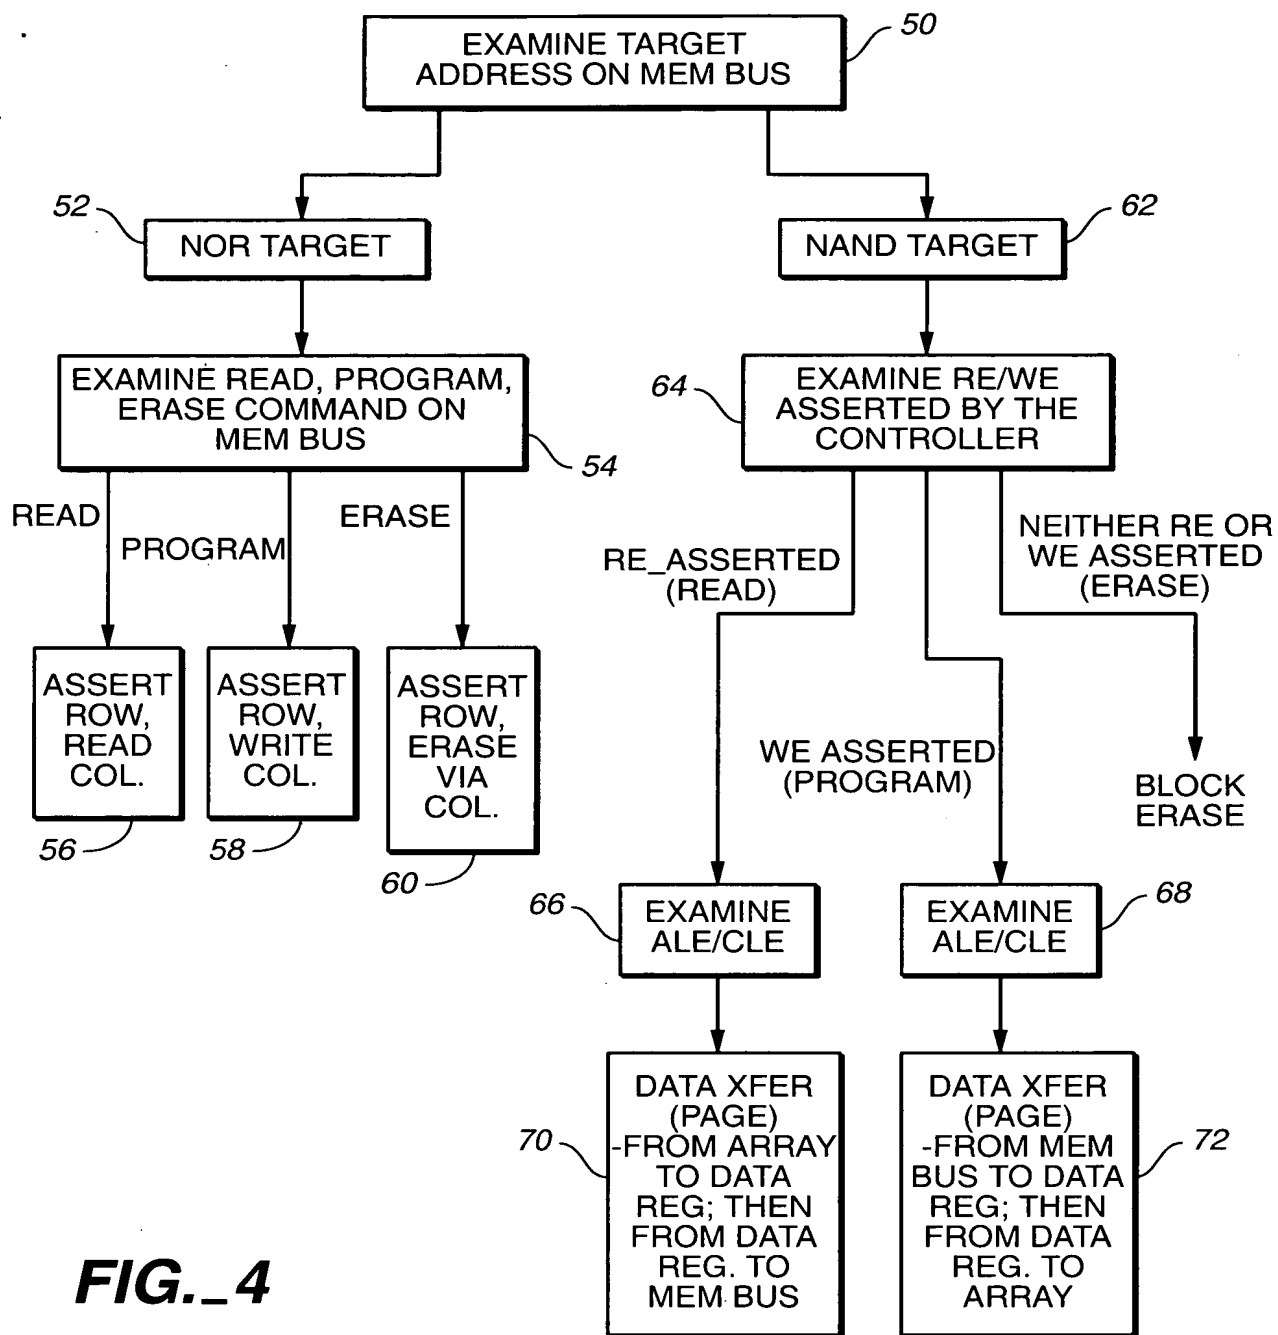 EXAMINE TARGET
ADDRESS ON MEM BUS
50
52
NOR TARGET
62
NAND TARGET
EXAMINE READ, PROGRAM,
ERASE COMMAND ON
MEM BUS
54
64
EXAMINE RE/WE
ASSERTED BY THE
CONTROLLER
READ
PROGRAM
ERASE
RE_ASSERTED
(READ)
NEITHER RE OR
WE ASSERTED
(ERASE)
WE ASSERTED
(PROGRAM)
BLOCK
ERASE
ASSERT
ROW,
READ
COL.
56
ASSERT
ROW,
WRITE
COL.
58
ASSERT
ROW,
ERASE
VIA
COL.
60
66
EXAMINE
ALE/CLE
EXAMINE
ALE/CLE
68
70
DATA XFER
(PAGE)
-FROM ARRAY
TO DATA
REG; THEN
FROM DATA
REG. TO
MEM BUS
DATA XFER
(PAGE)
-FROM MEM
BUS TO DATA
REG; THEN
FROM DATA
REG. TO
ARRAY
72
FIG._4